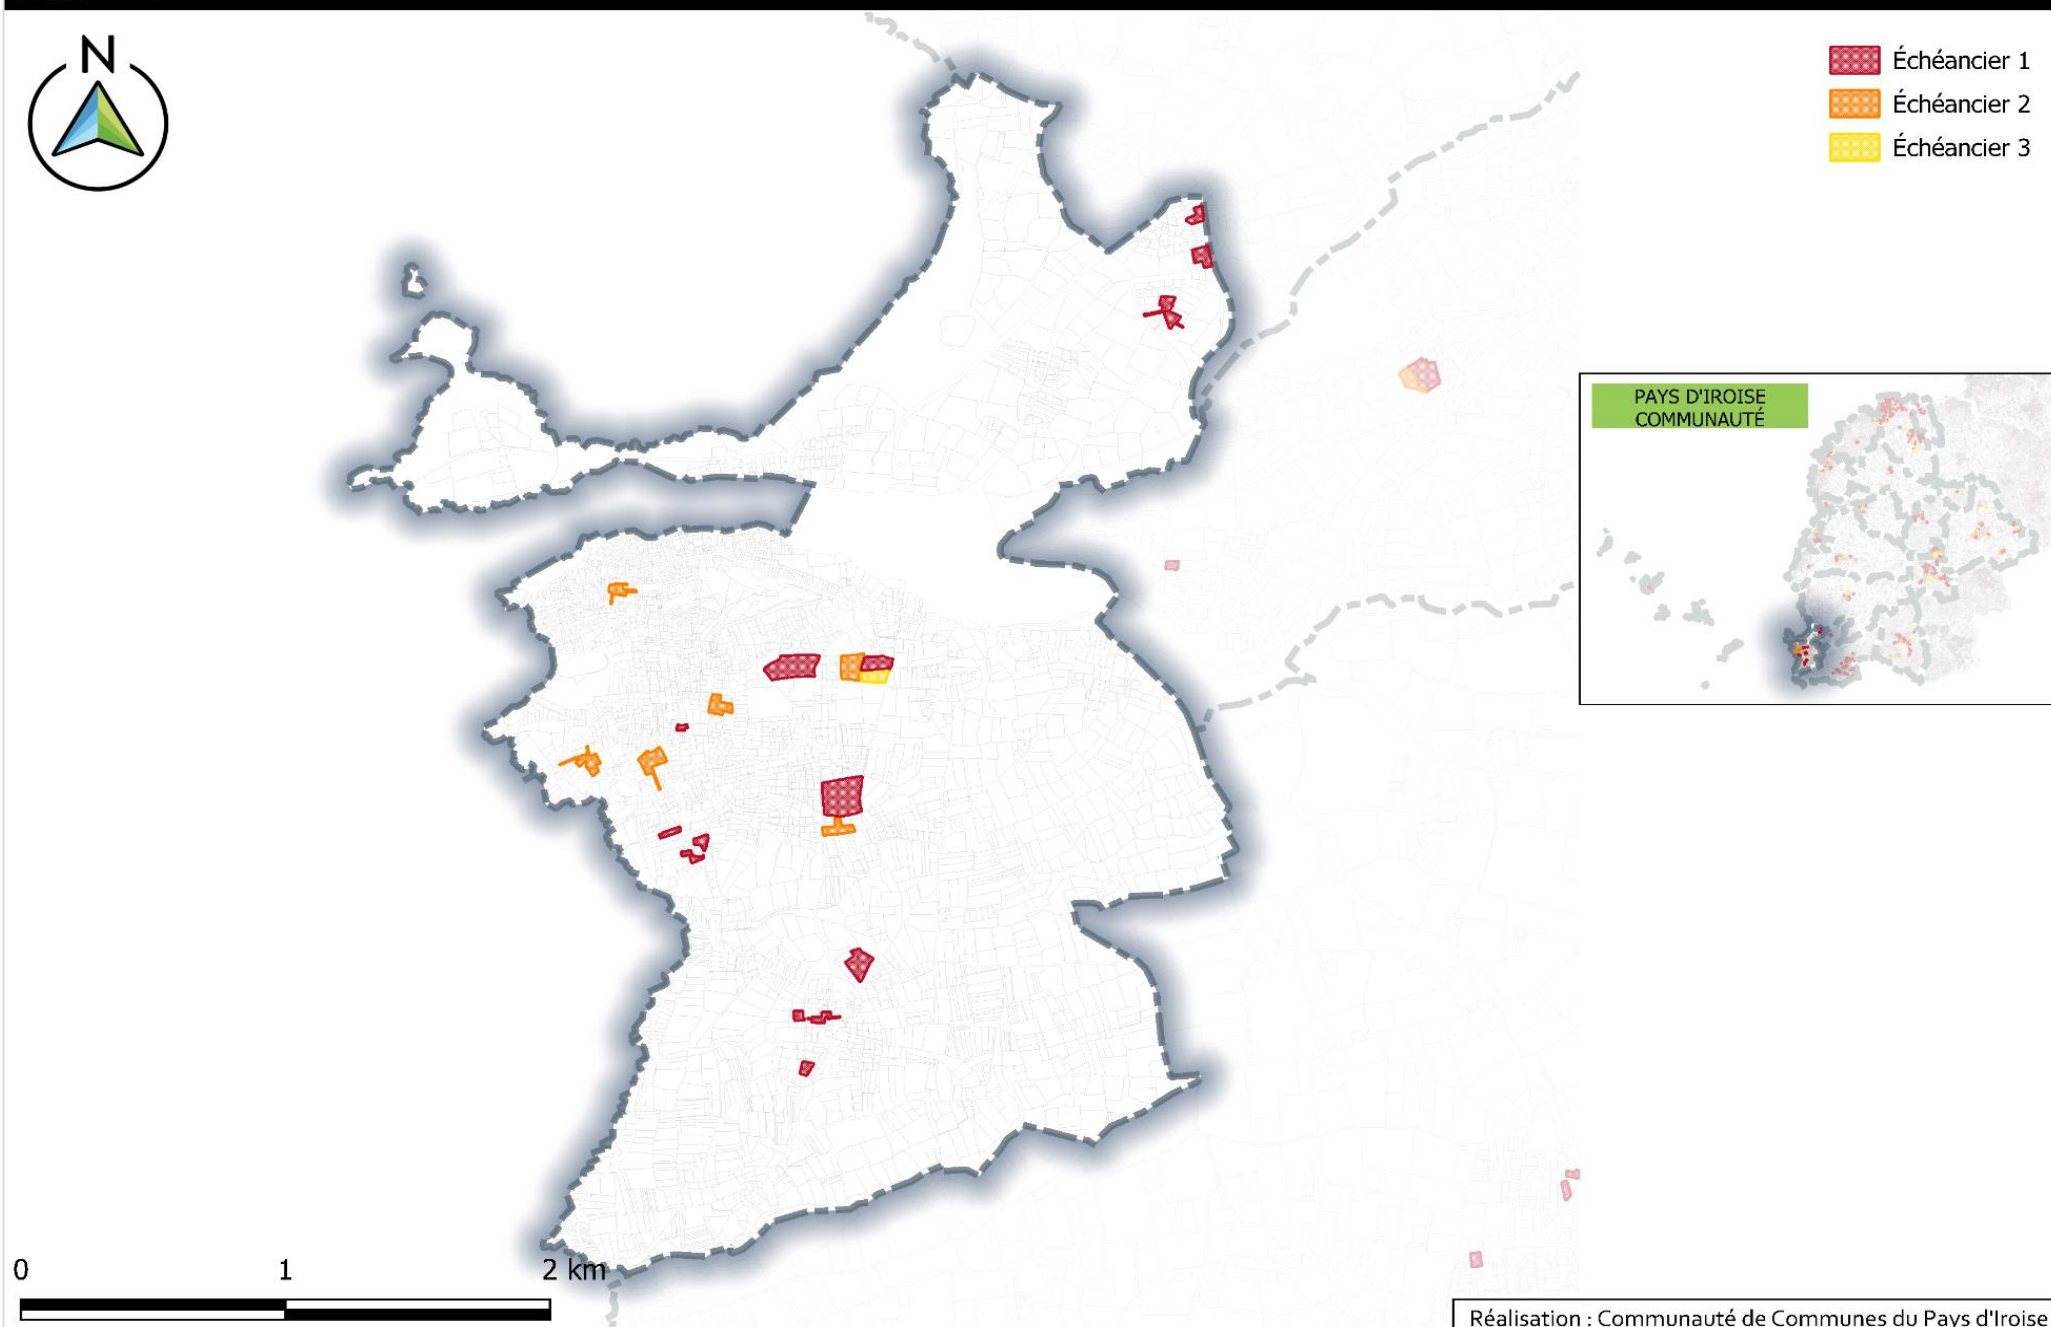 N
Échéancier 1
Échéancier 2
Échéancier 3
PAYS D'IROISE
COMMUNAUTÉ
0 1 2 km
Réalisation : Communauté de Communes du Pays d'Iroise